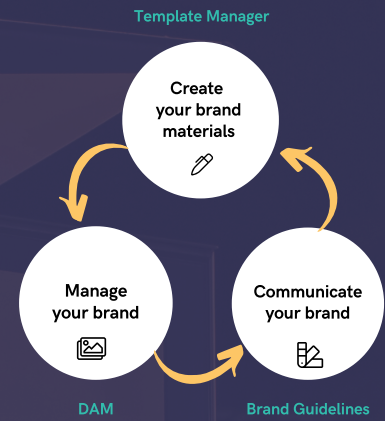 Template Manager
Create
your brand
materials
Manage
your brand
Communicate
your brand
DAM
Brand Guidelines